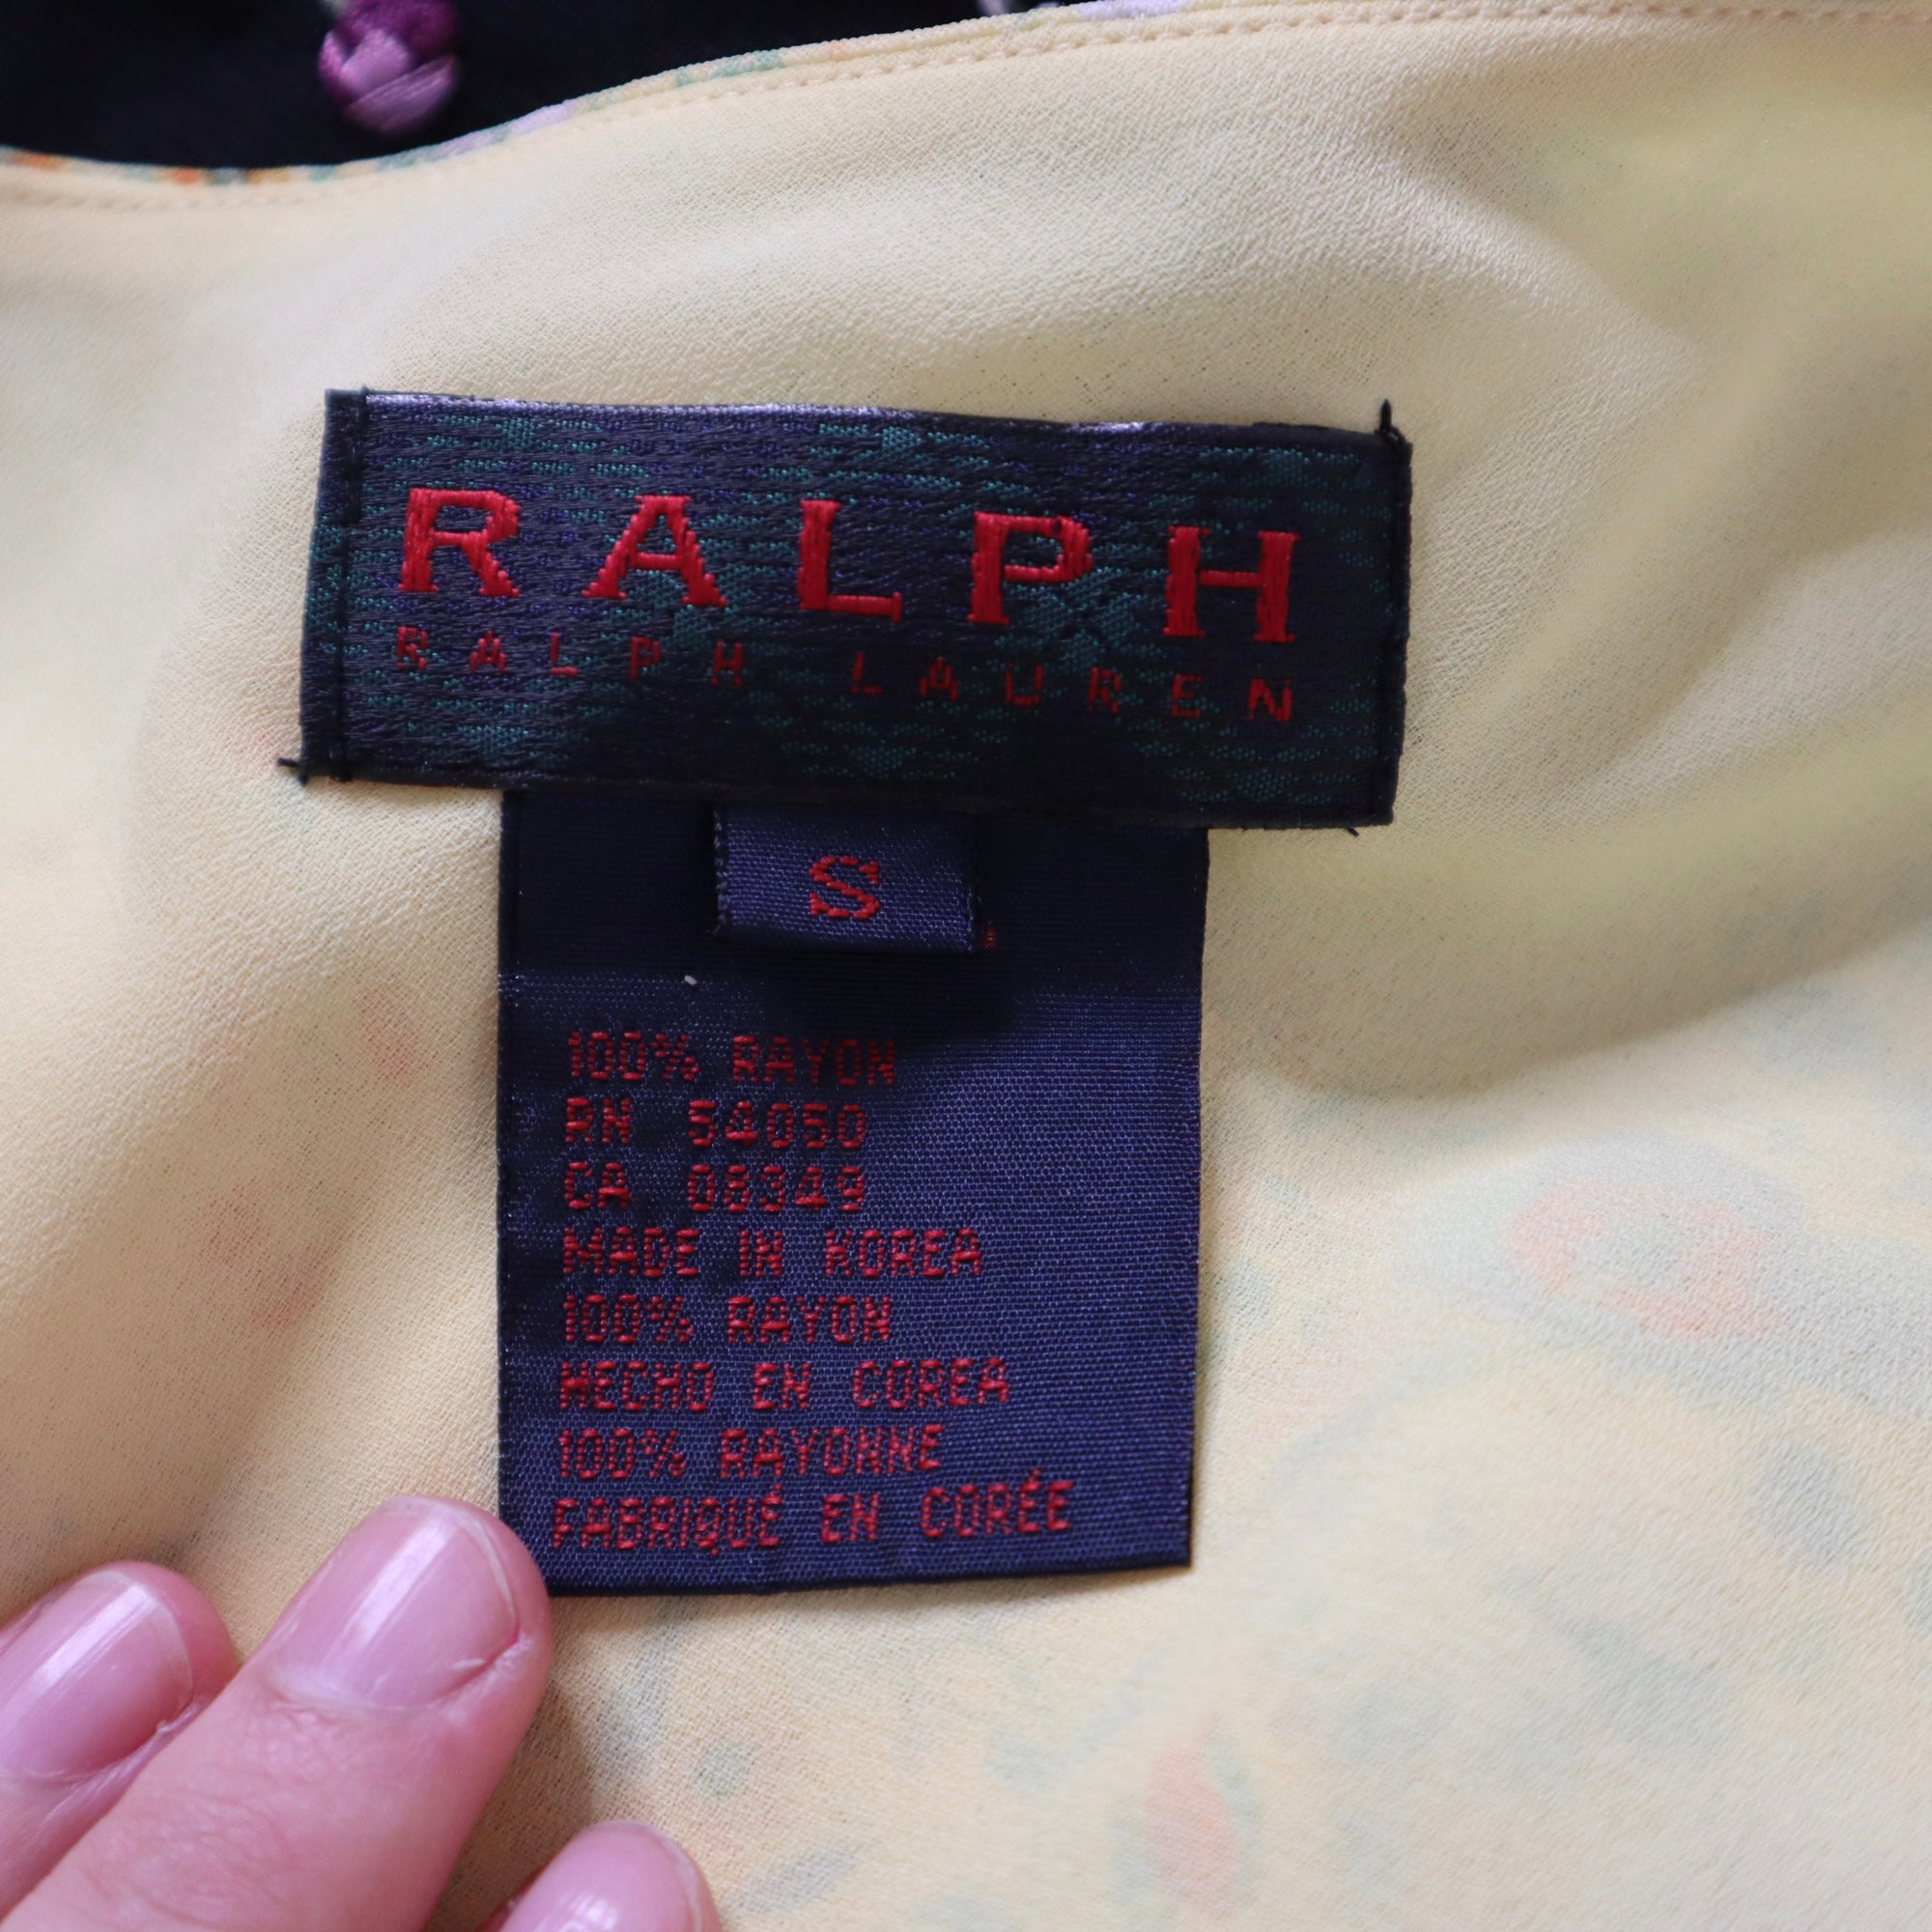 RALPH
RALPH LAUREN
S
100% RAYON
RN 54050
CA 08349
MADE IN KOREA
100% RAYON
HECHO EN COREA
100% RAYONNE
FABRIQUÉ EN CORÉE